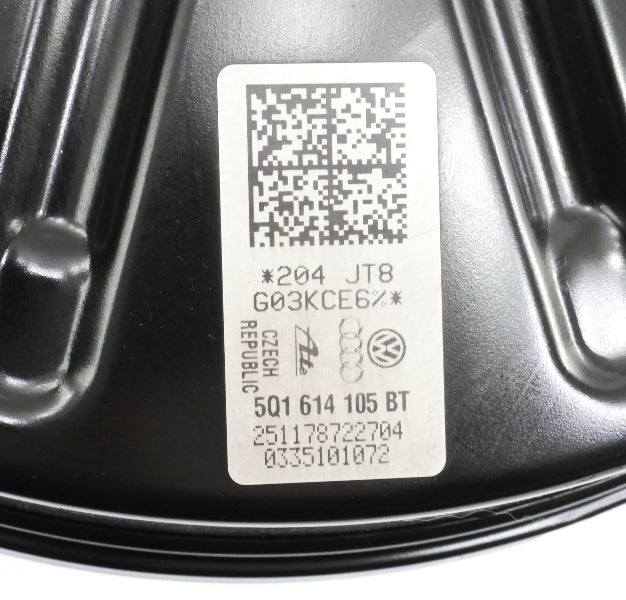 *204 JT8
G03KCE6%*
CZECH
REPUBLIC
Ate
5Q1 614 105 BT
251178722704
0335101072